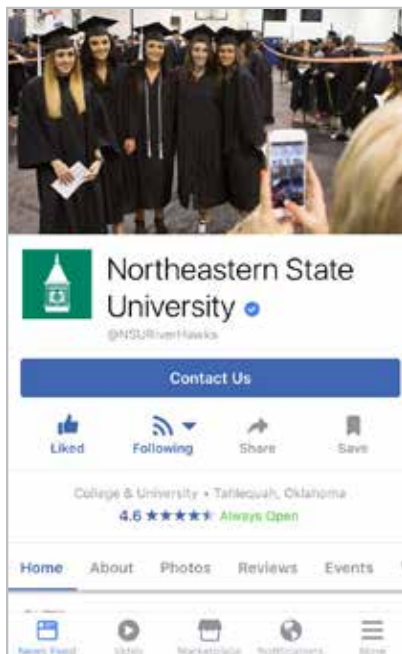 Northeastern State
University
@NSURiverHawks
Contact Us
Liked Following Share Save
College & University • Tahlequah, Oklahoma
4.6 ★★★★★ Always Open
Home About Photos Reviews Events
News Feed Video Marketplace Notifications More